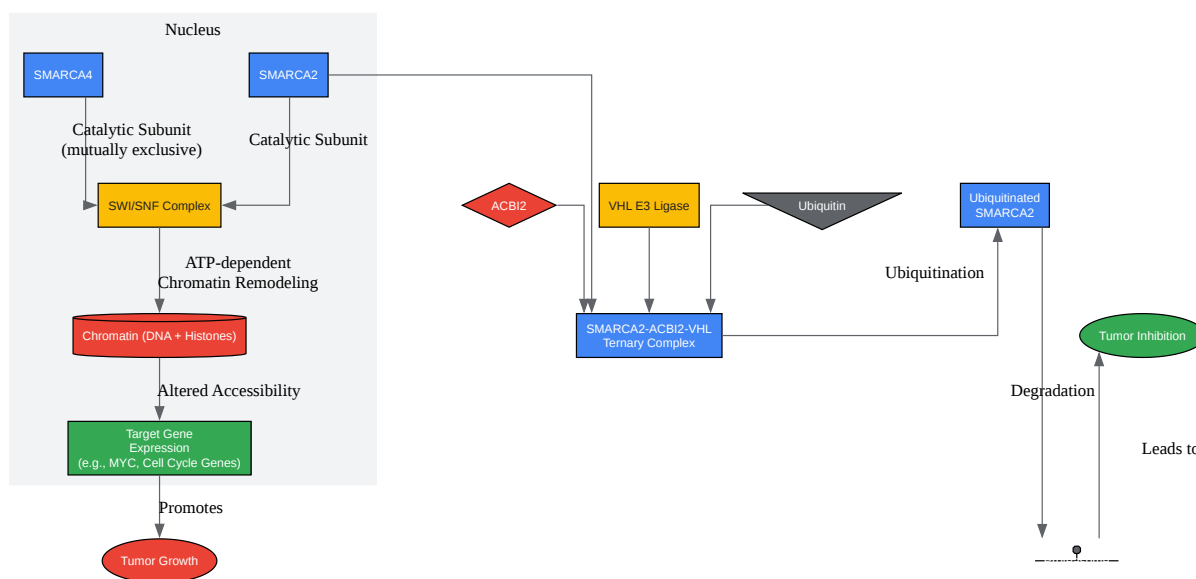 Nucleus
SMARCA4
SMARCA2
Catalytic Subunit
(mutually exclusive)
Catalytic Subunit
SWI/SNF Complex
ACBI2
VHL E3 Ligase
Ubiquitin
Ubiquitinated
SMARCA2
ATP-dependent
Chromatin Remodeling
Ubiquitination
Chromatin (DNA + Histones)
SMARCA2-ACBI2-VHL
Ternary Complex
Tumor Inhibition
Altered Accessibility
Degradation
Target Gene
Expression
(e.g., MYC, Cell Cycle Genes)
Leads to
Promotes
Tumor Growth